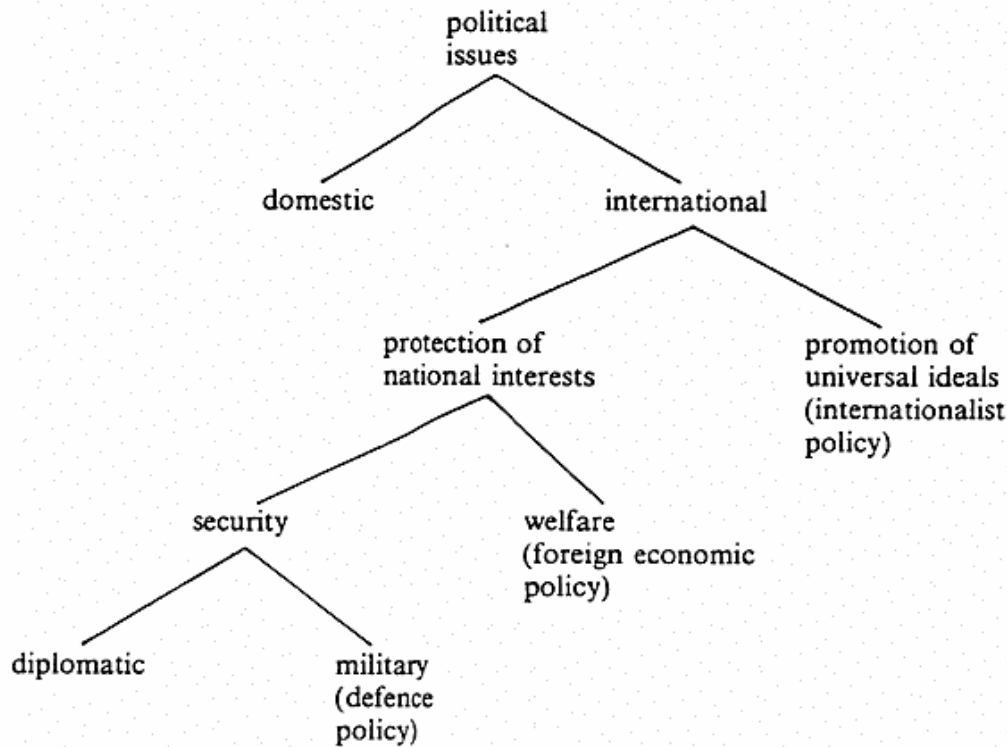 political
issues
domestic
international
protection of
national interests
promotion of
universal ideals
(internationalist
policy)
security
welfare
(foreign economic
policy)
diplomatic
military
(defence
policy)